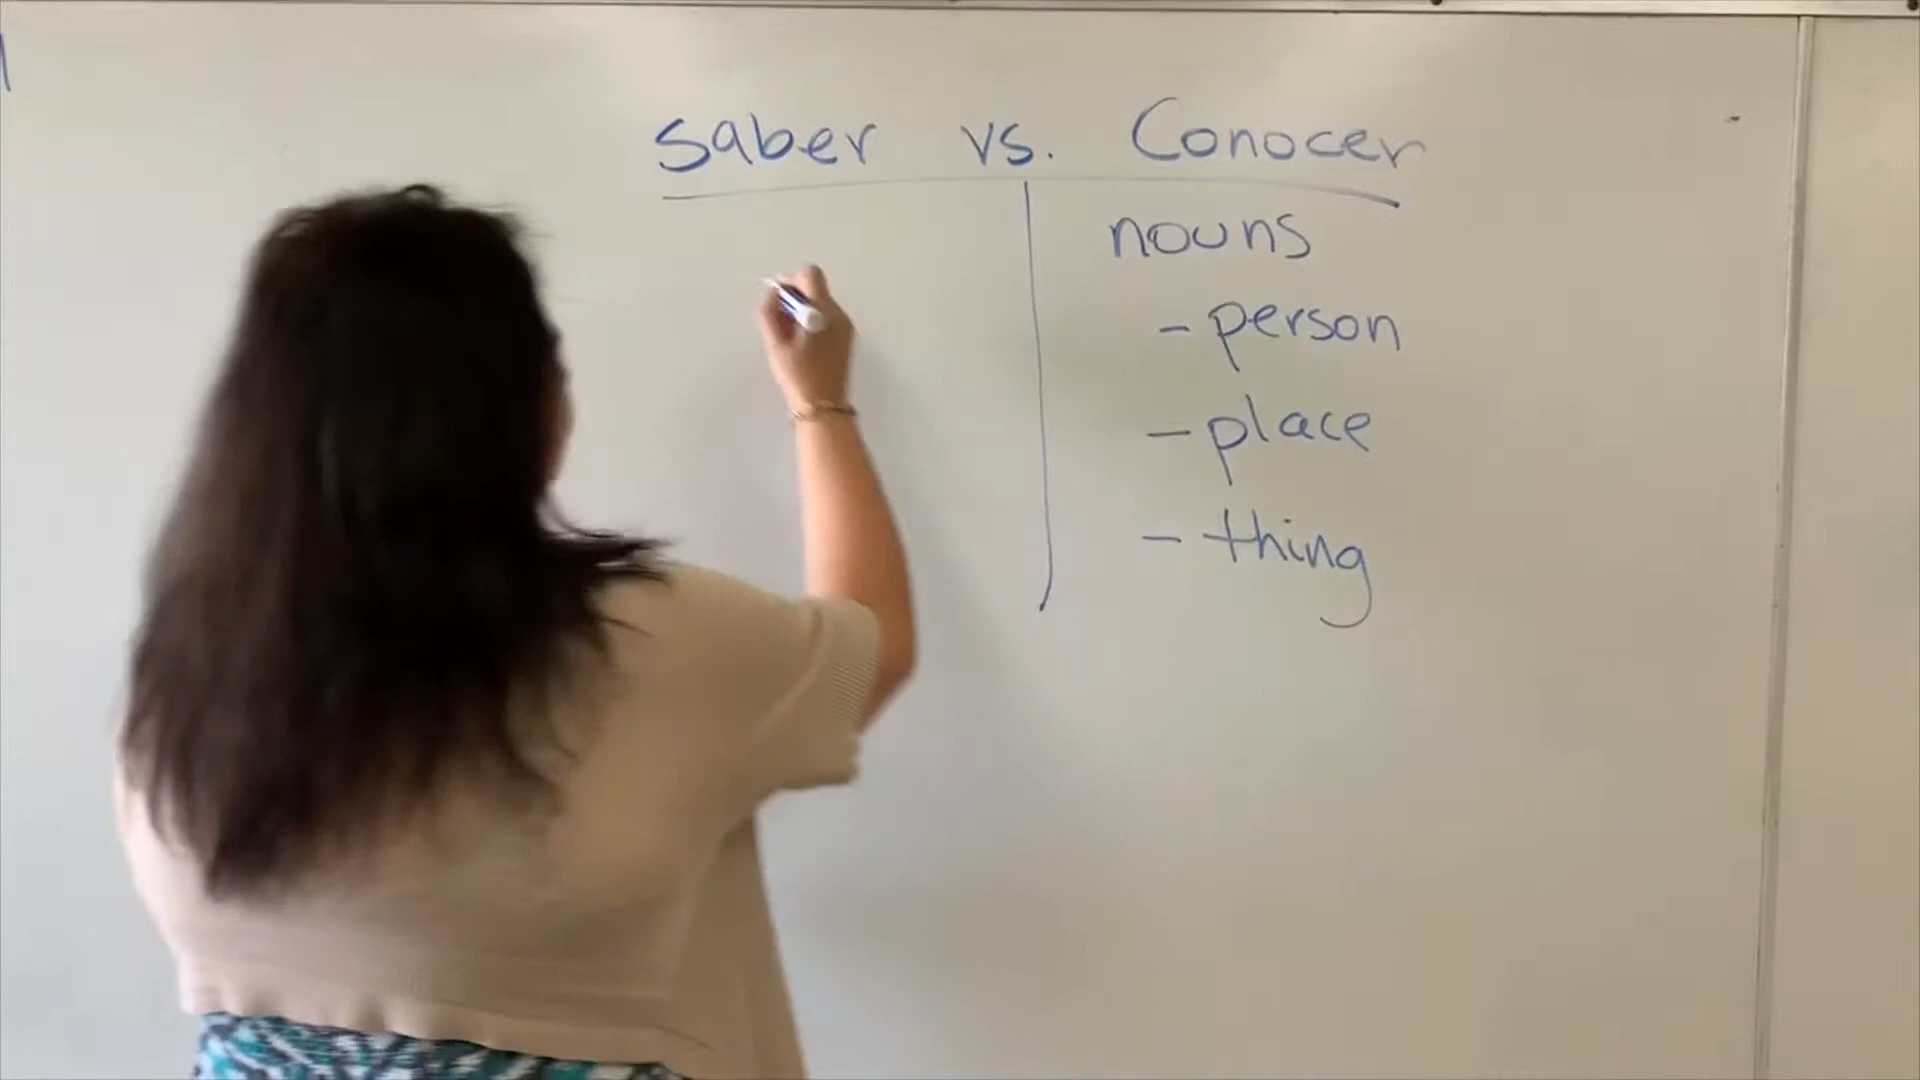 saber vs. Conocer
nouns
- person
- place
- thing